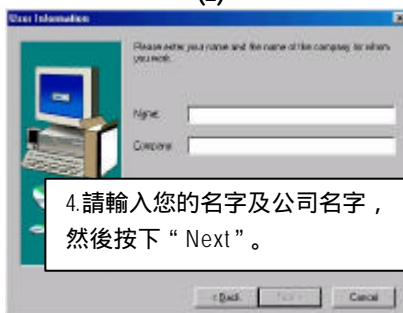 User Information
Please enter your name and the name of the company for whom
you work.
Name:
Company:
4.請輸入您的名字及公司名字，
然後按下“Next”。
< Back
Next >
Cancel